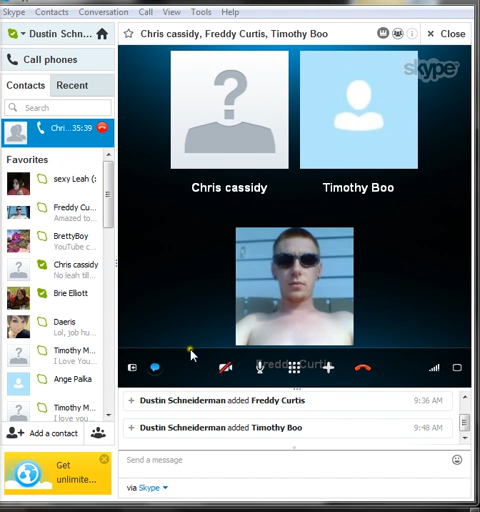 Skype Contacts Conversation Call View Tools Help
Dustin Schn...
Chris cassidy, Freddy Curtis, Timothy Boo
Close
Call phones
Contacts Recent
Search
Chri... 35:39
Favorites
sexy Leah (:
Freddy Cu...
Amazed to...
BrettyBoy
YouTube c...
Chris cassidy
No leah till...
Brie Elliott
Daeris
Lol, job hu...
Timothy M...
I Love You...
Ange Palka
Timothy M...
I love you
Add a contact
Get
unlimite...
skype
Chris cassidy
Timothy Boo
Freddy Curtis
Dustin Schneiderman added Freddy Curtis 9:36 AM
Dustin Schneiderman added Timothy Boo 9:48 AM
Send a message
via Skype